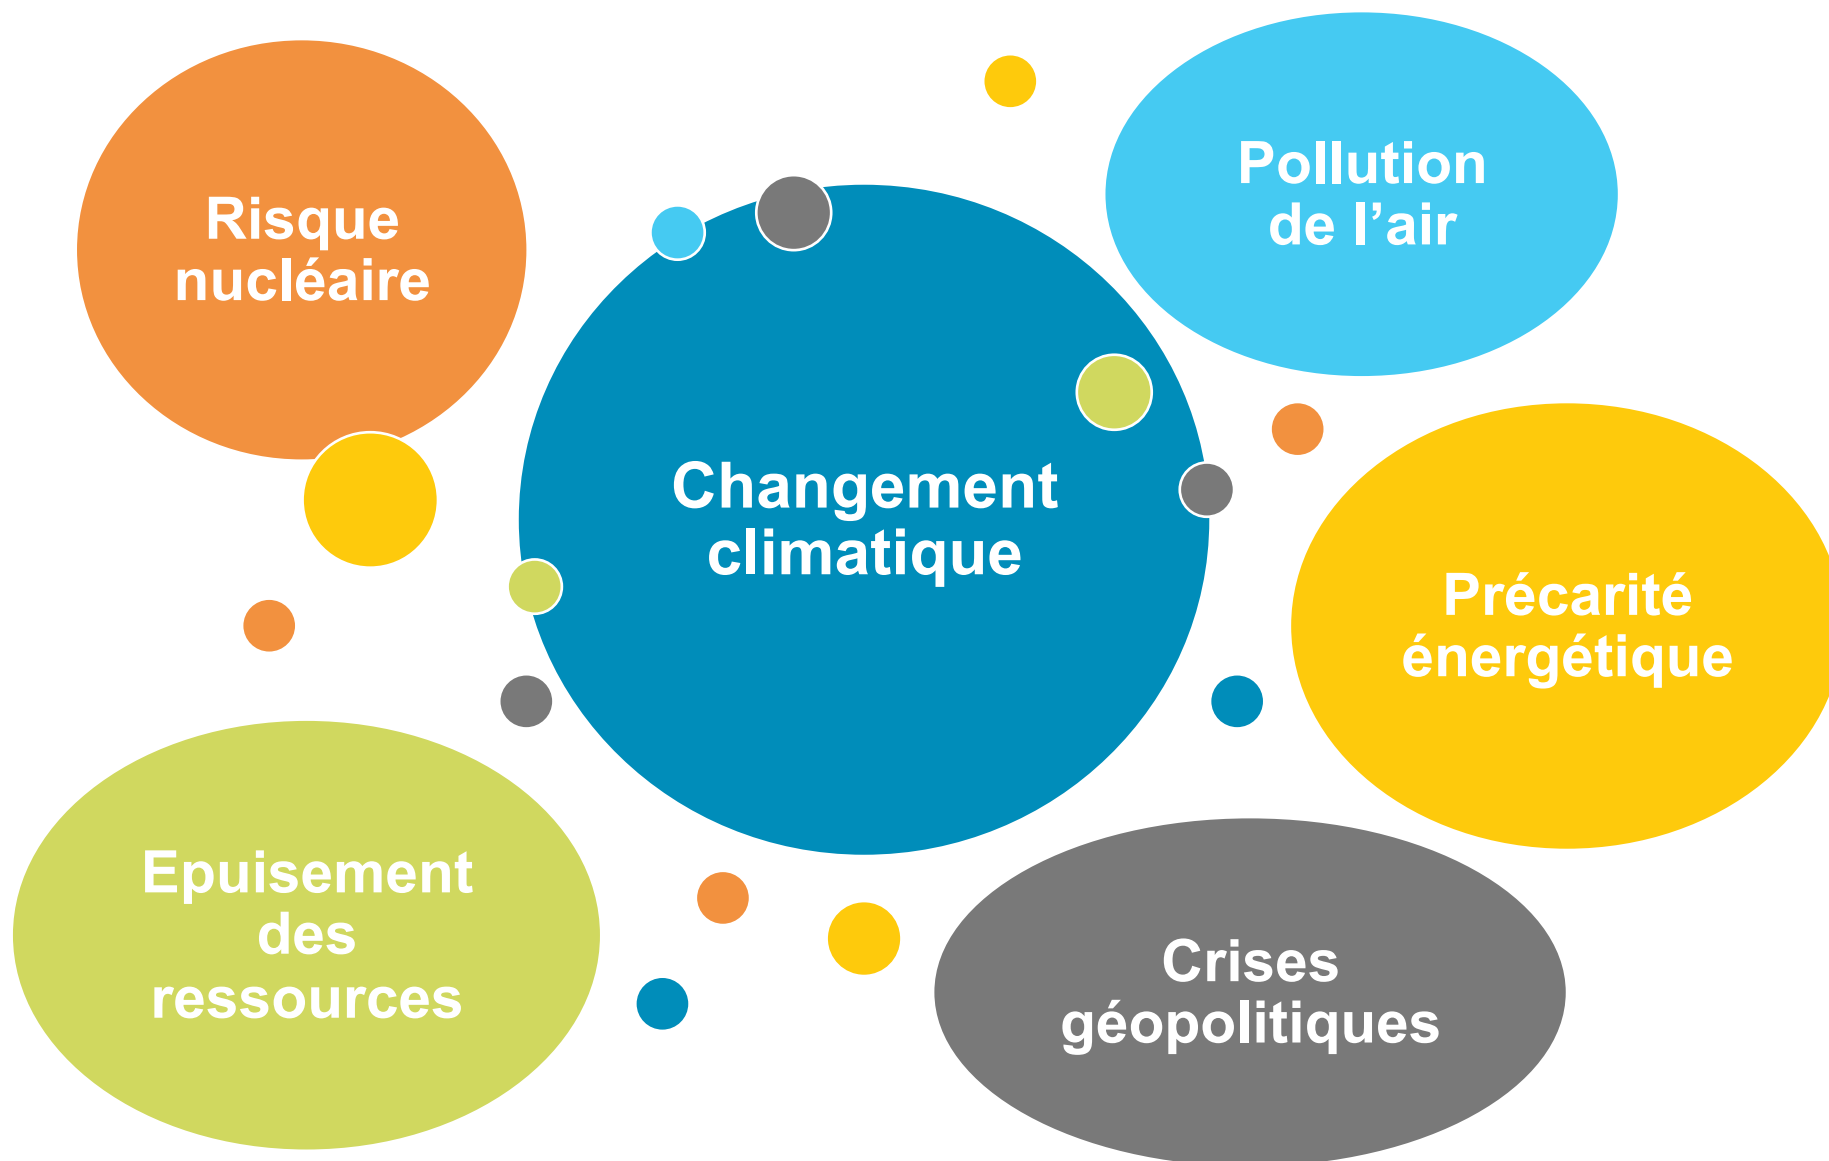 Risque
nucléaire
Pollution
de l’air
Changement
climatique
Précarité
énergétique
Epuisement
des
ressources
Crises
géopolitiques